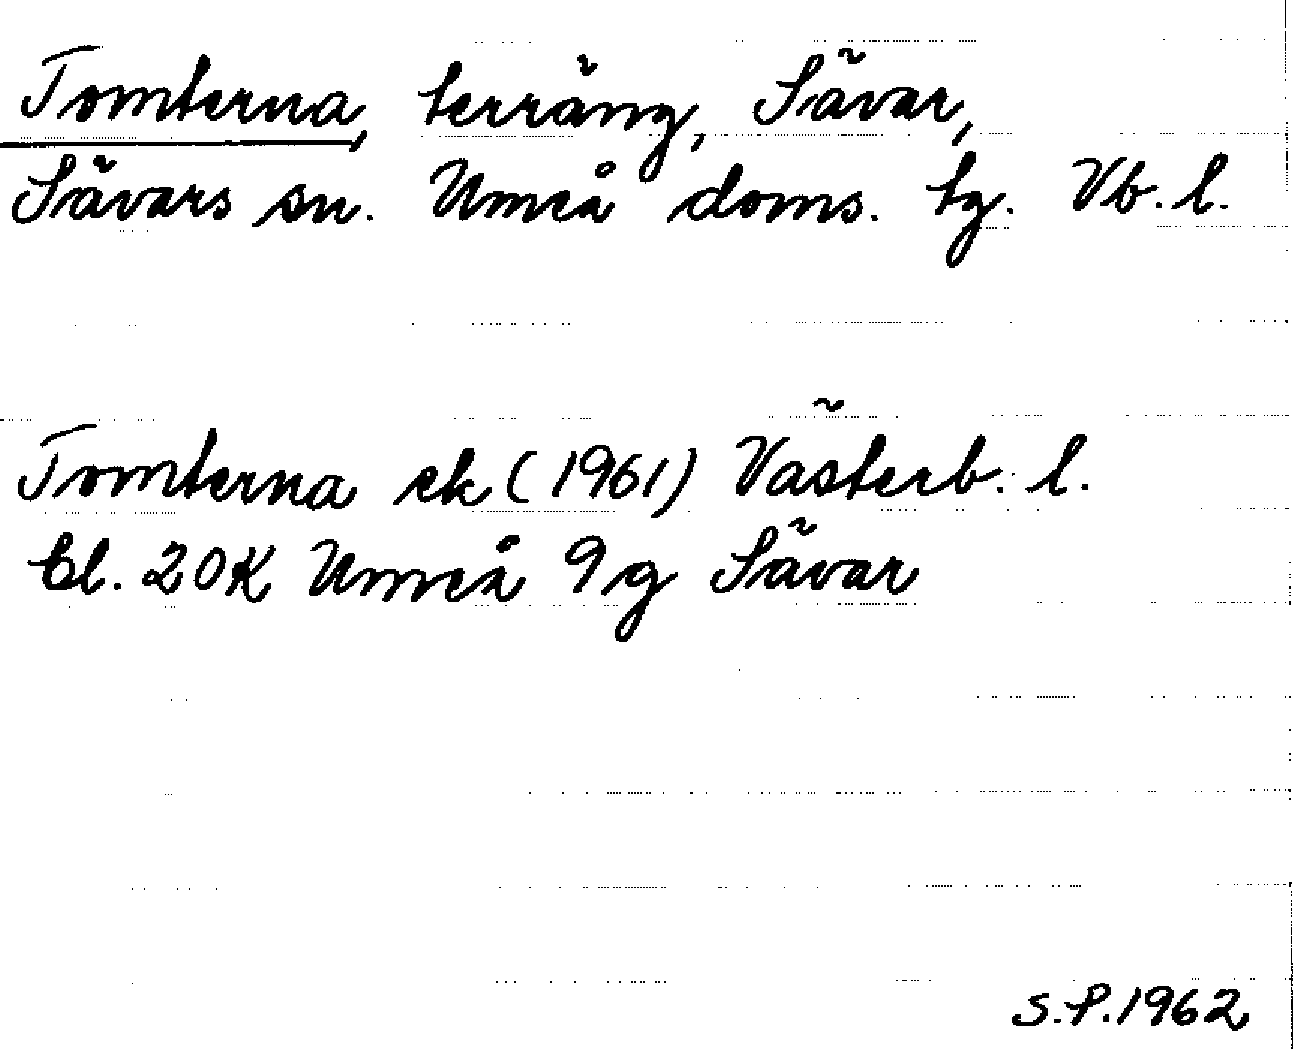 Tomterna, terräng, Sävar,
Sävars sn. Umeå doms. tg. Vb. l.
Tomterna ek (1961) Västerb. l.
bl. 20K Umeå 9g Sävar
S.P. 1962